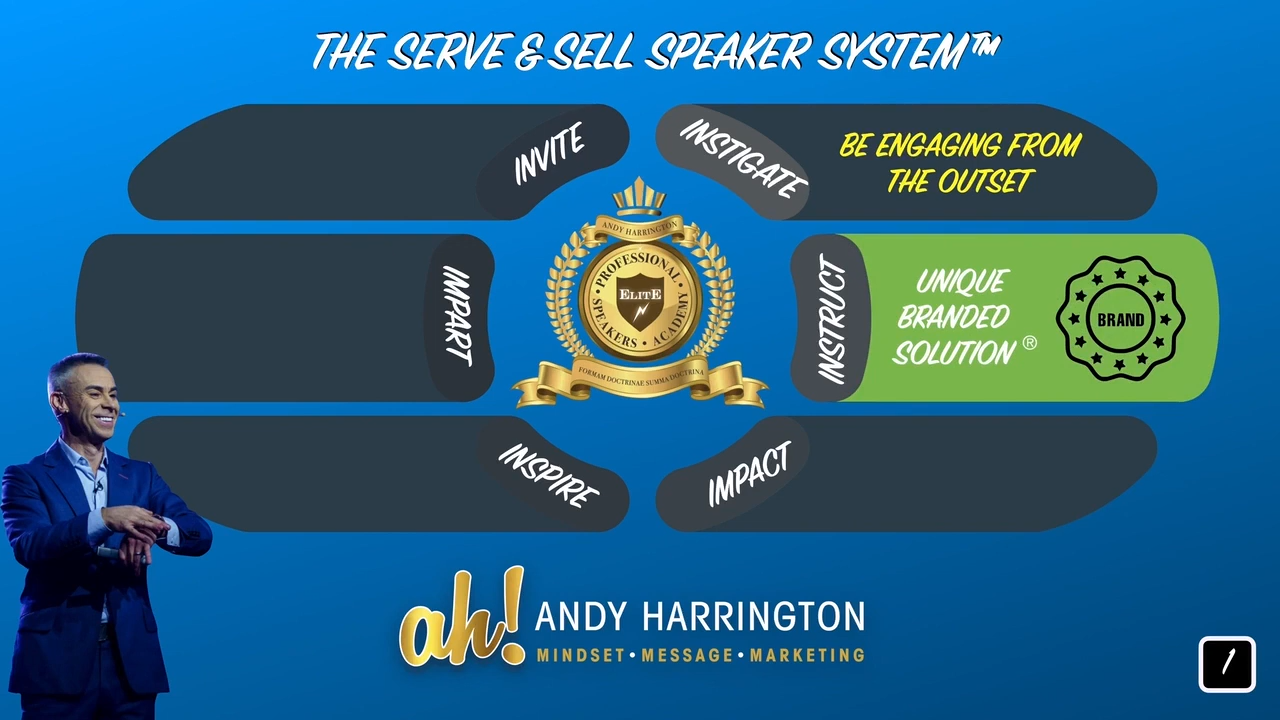 THE SERVE & SELL SPEAKER SYSTEM™
INVITE
INSTIGATE
BE ENGAGING FROM
THE OUTSET
IMPART
INSTRUCT
UNIQUE
BRANDED
SOLUTION ®
BRAND
ANDY HARRINGTON
• PROFESSIONAL •
SPEAKERS • ACADEMY
ELITE
FORMAM DOCTRINAE SUMMA DOCTRINA
INSPIRE
IMPACT
ah! ANDY HARRINGTON
MINDSET • MESSAGE • MARKETING
1